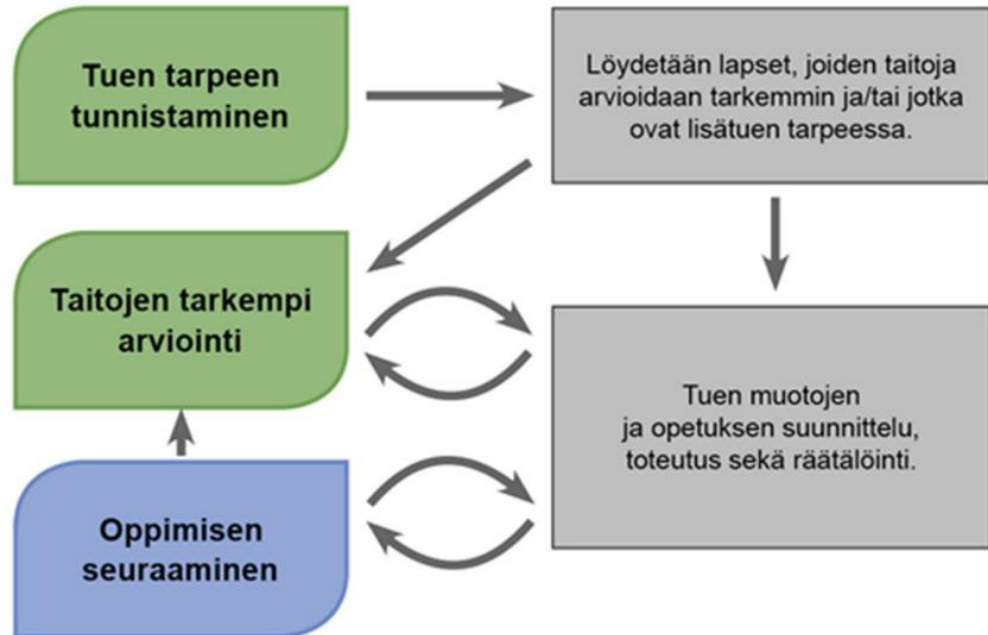 Tuen tarpeen
tunnistaminen
Löydetään lapset, joiden taitoja
arvioidaan tarkemmin ja/tai jotka
ovat lisätuen tarpeessa.
Taitojen tarkempi
arviointi
Tuen muotojen
ja opetuksen suunnittelu,
toteutus sekä räätälöinti.
Oppimisen
seuraaminen